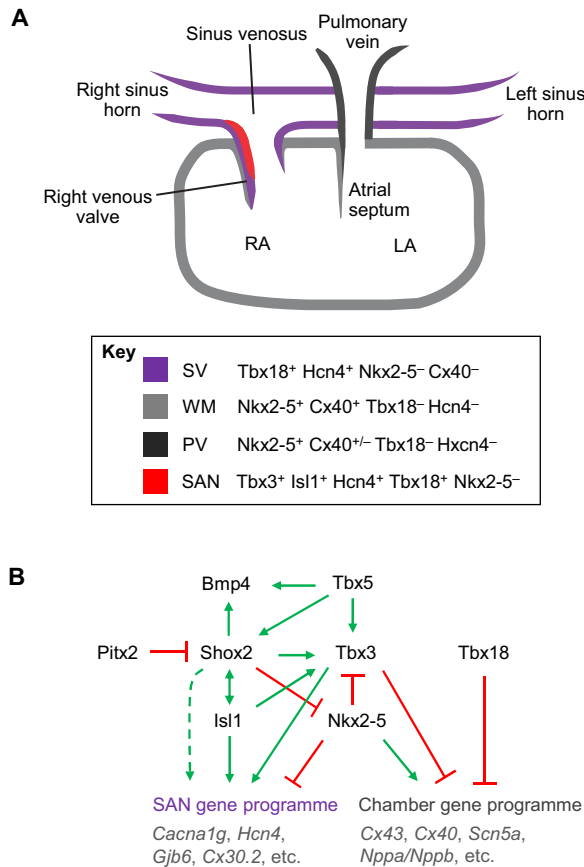 A
Sinus venosus
Pulmonary
vein
Right sinus
horn
Left sinus
horn
Right venous
valve
Atrial
septum
RA
LA
Key
SV Tbx18⁺ Hcn4⁺ Nkx2-5⁻ Cx40⁻
WM Nkx2-5⁺ Cx40⁺ Tbx18⁻ Hcn4⁻
PV Nkx2-5⁺ Cx40⁺/⁻ Tbx18⁻ Hxcn4⁻
SAN Tbx3⁺ Isl1⁺ Hcn4⁺ Tbx18⁺ Nkx2-5⁻
B
Bmp4 Tbx5
Pitx2 Shox2 Tbx3 Tbx18
Isl1 Nkx2-5
SAN gene programme
Cacna1g, Hcn4,
Gjb6, Cx30.2, etc.
Chamber gene programme
Cx43, Cx40, Scn5a,
Nppa/Nppb, etc.